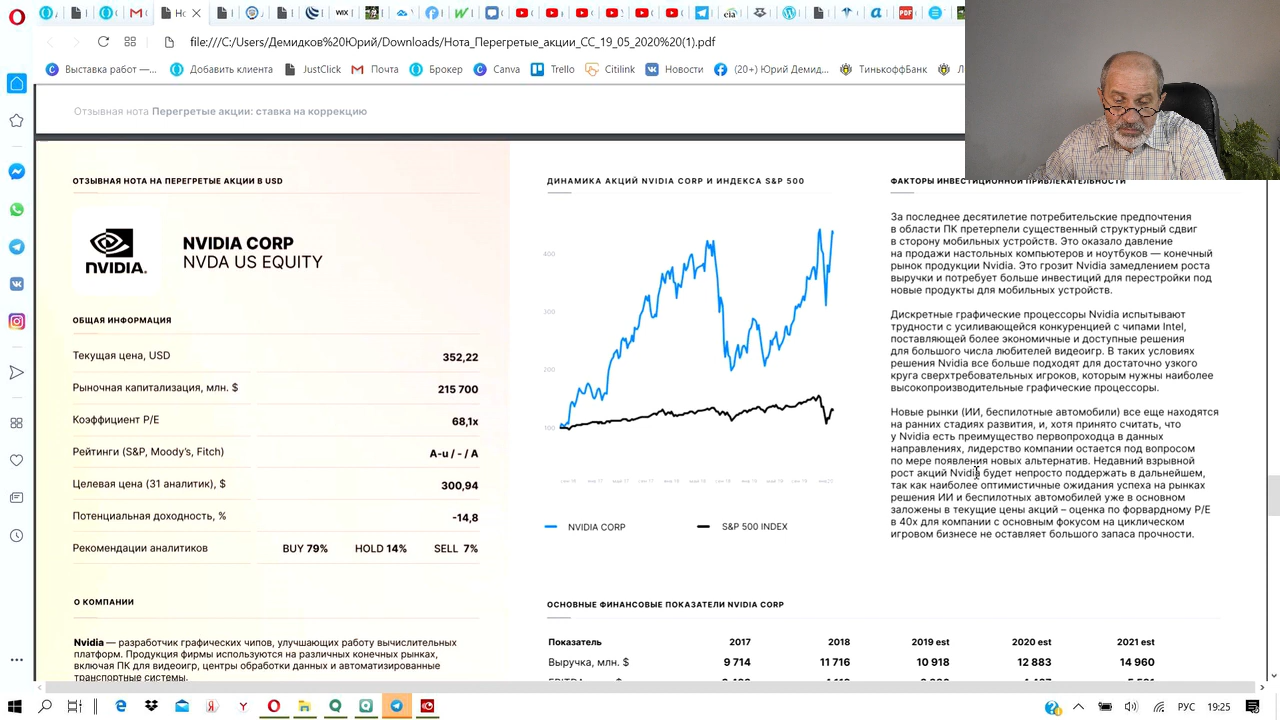 Нс
WIX
eia
PDF
file:///C:/Users/Демидков%20Юрий/Downloads/Нота_Перегретые_акции_СС_19_05_2020%20(1).pdf
Выставка работ —...
Добавить клиента
JustClick
Почта
Брокер
Canva
Trello
Citilink
Новости
(20+) Юрий Демид...
ТинькоффБанк
Отзывная нота Перегретые акции: ставка на коррекцию
ОТЗЫВНАЯ НОТА НА ПЕРЕГРЕТЫЕ АКЦИИ В USD
NVIDIA.
NVIDIA CORP
NVDA US EQUITY
ОБЩАЯ ИНФОРМАЦИЯ
Текущая цена, USD 352,22
Рыночная капитализация, млн. $ 215 700
Коэффициент P/E 68,1x
Рейтинги (S&P, Moody's, Fitch) A-u / - / A
Целевая цена (31 аналитик), $ 300,94
Потенциальная доходность, % -14,8
Рекомендации аналитиков BUY 79% HOLD 14% SELL 7%
О КОМПАНИИ
Nvidia — разработчик графических чипов, улучшающих работу вычислительных
платформ. Продукция фирмы используются на различных конечных рынках,
включая ПК для видеоигр, центры обработки данных и автоматизированные
транспортные системы.
ДИНАМИКА АКЦИЙ NVIDIA CORP И ИНДЕКСА S&P 500
400
300
200
100
NVIDIA CORP
S&P 500 INDEX
ФАКТОРЫ ИНВЕСТИЦИОННОЙ ПРИВЛЕКАТЕЛЬНОСТИ
За последнее десятилетие потребительские предпочтения
в области ПК претерпели существенный структурный сдвиг
в сторону мобильных устройств. Это оказало давление
на продажи настольных компьютеров и ноутбуков — конечный
рынок продукции Nvidia. Это грозит Nvidia замедлением роста
выручки и потребует больше инвестиций для перестройки под
новые продукты для мобильных устройств.
Дискретные графические процессоры Nvidia испытывают
трудности с усиливающейся конкуренцией с чипами Intel,
поставляющей более экономичные и доступные решения
для большого числа любителей видеоигр. В таких условиях
решения Nvidia все больше подходят для достаточно узкого
круга сверхтребовательных игроков, которым нужны наиболее
высокопроизводительные графические процессоры.
Новые рынки (ИИ, беспилотные автомобили) все еще находятся
на ранних стадиях развития, и, хотя принято считать, что
у Nvidia есть преимущество первопроходца в данных
направлениях, лидерство компании остается под вопросом
по мере появления новых альтернатив. Недавний взрывной
рост акций Nvidia будет непросто поддержать в дальнейшем,
так как наиболее оптимистичные ожидания успеха на рынках
решения ИИ и беспилотных автомобилей уже в основном
заложены в текущие цены акций – оценка по форвардному P/E
в 40x для компании с основным фокусом на циклическом
игровом бизнесе не оставляет большого запаса прочности.
ОСНОВНЫЕ ФИНАНСОВЫЕ ПОКАЗАТЕЛИ NVIDIA CORP
Показатель 2017 2018 2019 est 2020 est 2021 est
Выручка, млн. $ 9 714 11 716 10 918 12 883 14 960
РУС
19:25